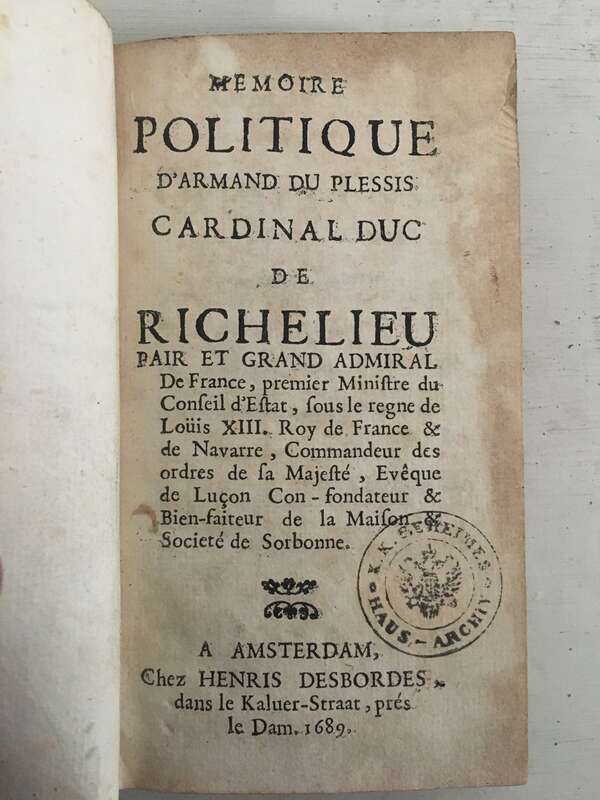 MEMOIRE
POLITIQUE
D'ARMAND DU PLESSIS
CARDINAL DUC
DE
RICHELIEU
PAIR ET GRAND ADMIRAL
De France, premier Miniſtre du
Conſeil d'Eſtat, ſous le regne de
Loüis XIII. Roy de France &
de Navarre, Commandeur des
ordres de ſa Majeſté, Evêque
de Luçon Con-fondateur &
Bien-faiteur de la Maiſon &
Societé de Sorbonne.
K.K. GEHEIMES
HAUS-ARCHIV
A AMSTERDAM,
Chez HENRIS DESBORDES,
dans le Kaluer-Straat, prés
le Dam. 1689.